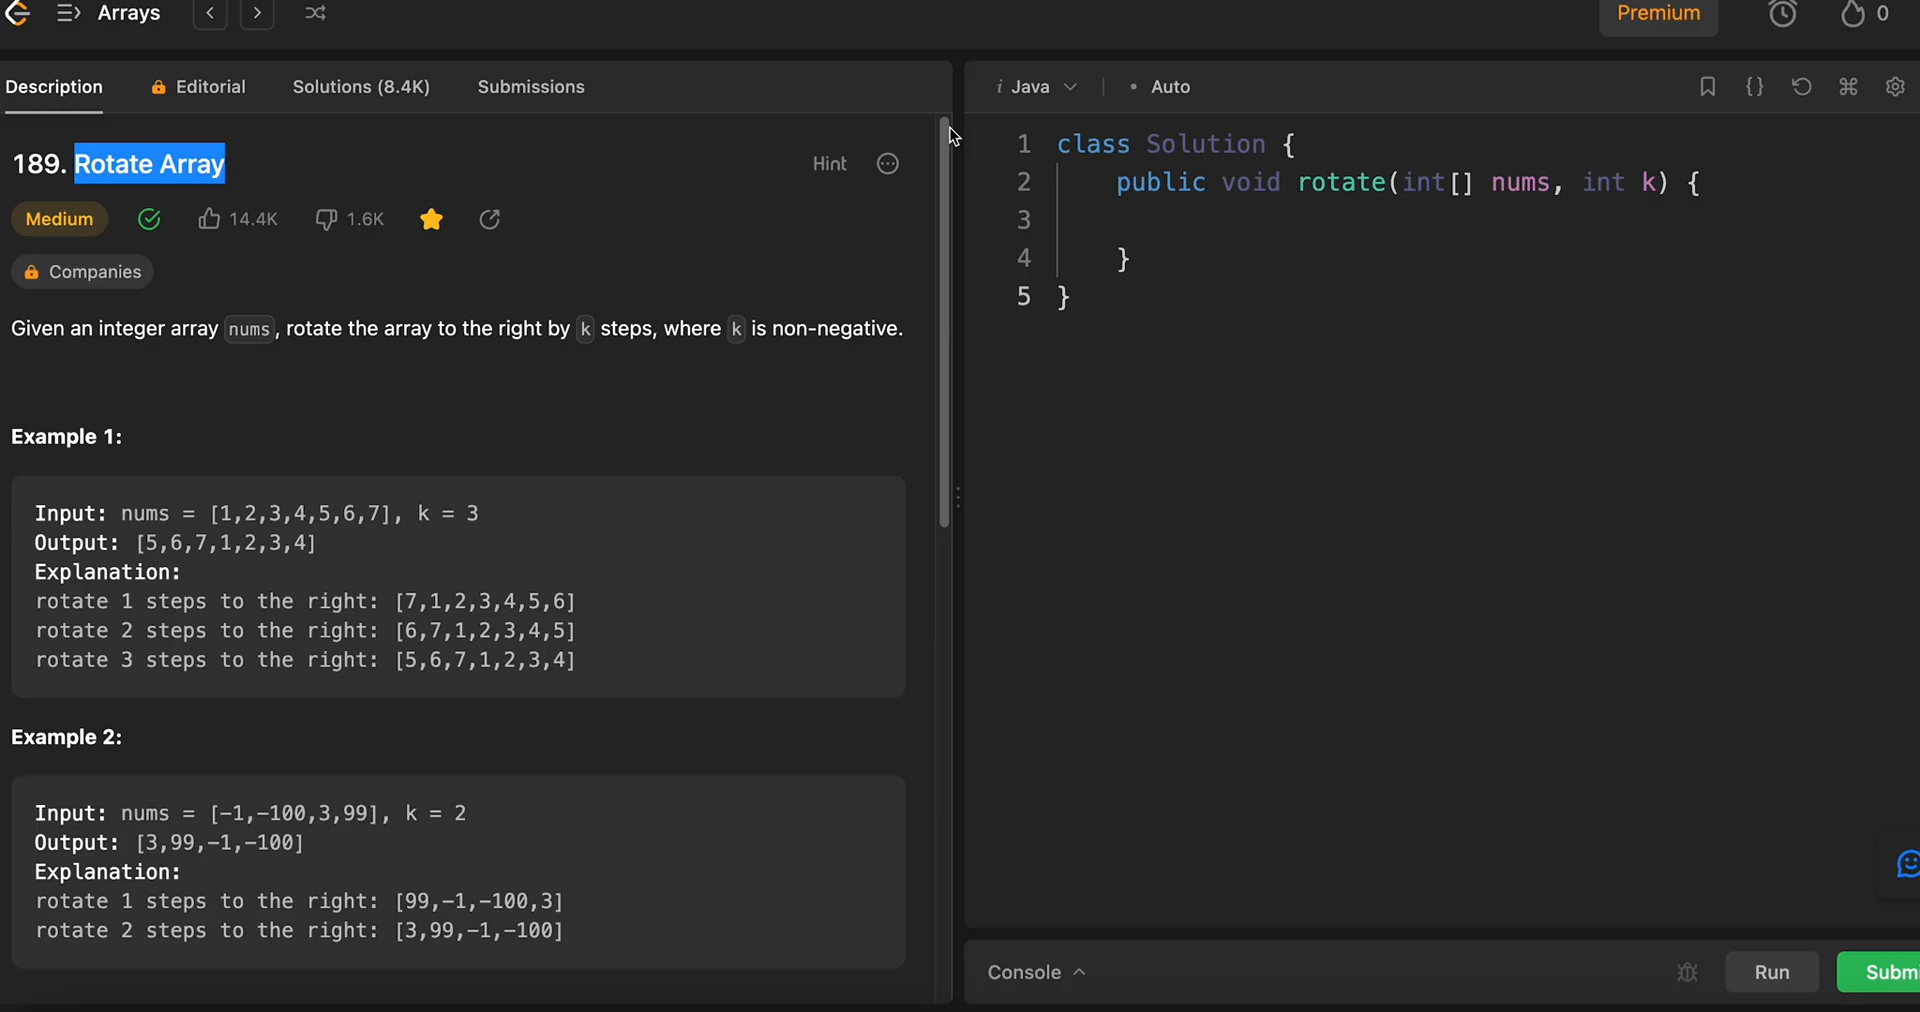 Arrays
Premium
0
Description
Editorial
Solutions (8.4K)
Submissions
189. Rotate Array
Hint
Medium
14.4K
1.6K
Companies
Given an integer array nums, rotate the array to the right by k steps, where k is non-negative.
Example 1:
Input: nums = [1,2,3,4,5,6,7], k = 3
Output: [5,6,7,1,2,3,4]
Explanation:
rotate 1 steps to the right: [7,1,2,3,4,5,6]
rotate 2 steps to the right: [6,7,1,2,3,4,5]
rotate 3 steps to the right: [5,6,7,1,2,3,4]
Example 2:
Input: nums = [-1,-100,3,99], k = 2
Output: [3,99,-1,-100]
Explanation:
rotate 1 steps to the right: [99,-1,-100,3]
rotate 2 steps to the right: [3,99,-1,-100]
i Java
• Auto
1 class Solution {
2 public void rotate(int[] nums, int k) {
3
4 }
5 }
Console
Run
Submi